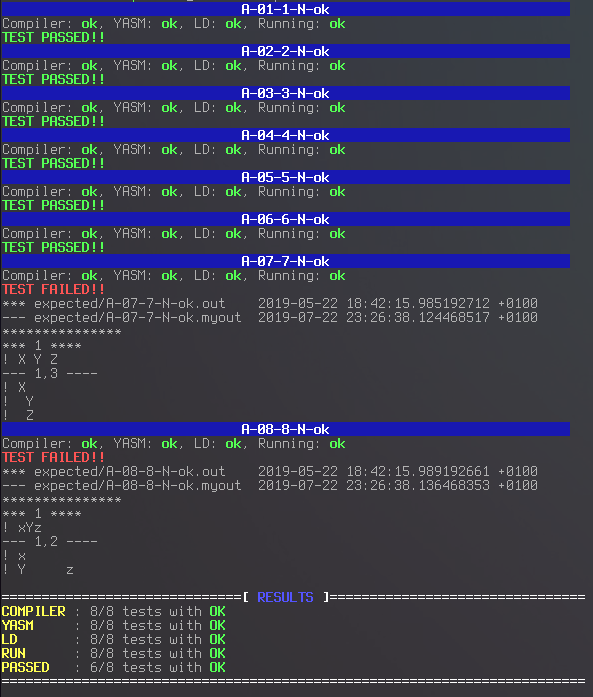 A-01-1-N-ok
Compiler: ok, YASM: ok, LD: ok, Running: ok
TEST PASSED!!
A-02-2-N-ok
Compiler: ok, YASM: ok, LD: ok, Running: ok
TEST PASSED!!
A-03-3-N-ok
Compiler: ok, YASM: ok, LD: ok, Running: ok
TEST PASSED!!
A-04-4-N-ok
Compiler: ok, YASM: ok, LD: ok, Running: ok
TEST PASSED!!
A-05-5-N-ok
Compiler: ok, YASM: ok, LD: ok, Running: ok
TEST PASSED!!
A-06-6-N-ok
Compiler: ok, YASM: ok, LD: ok, Running: ok
TEST PASSED!!
A-07-7-N-ok
Compiler: ok, YASM: ok, LD: ok, Running: ok
TEST FAILED!!
*** expected/A-07-7-N-ok.out    2019-05-22 18:42:15.985192712 +0100
--- expected/A-07-7-N-ok.myout  2019-07-22 23:26:38.124468517 +0100
***************
*** 1 ****
! X Y Z
--- 1,3 ----
! X
!  Y
!  Z
A-08-8-N-ok
Compiler: ok, YASM: ok, LD: ok, Running: ok
TEST FAILED!!
*** expected/A-08-8-N-ok.out    2019-05-22 18:42:15.989192661 +0100
--- expected/A-08-8-N-ok.myout  2019-07-22 23:26:38.136468353 +0100
***************
*** 1 ****
! xYz
--- 1,2 ----
! x
! Y     z
==============================[ RESULTS ]================================
COMPILER : 8/8 tests with OK
YASM     : 8/8 tests with OK
LD       : 8/8 tests with OK
RUN      : 8/8 tests with OK
PASSED   : 6/8 tests with OK
=========================================================================